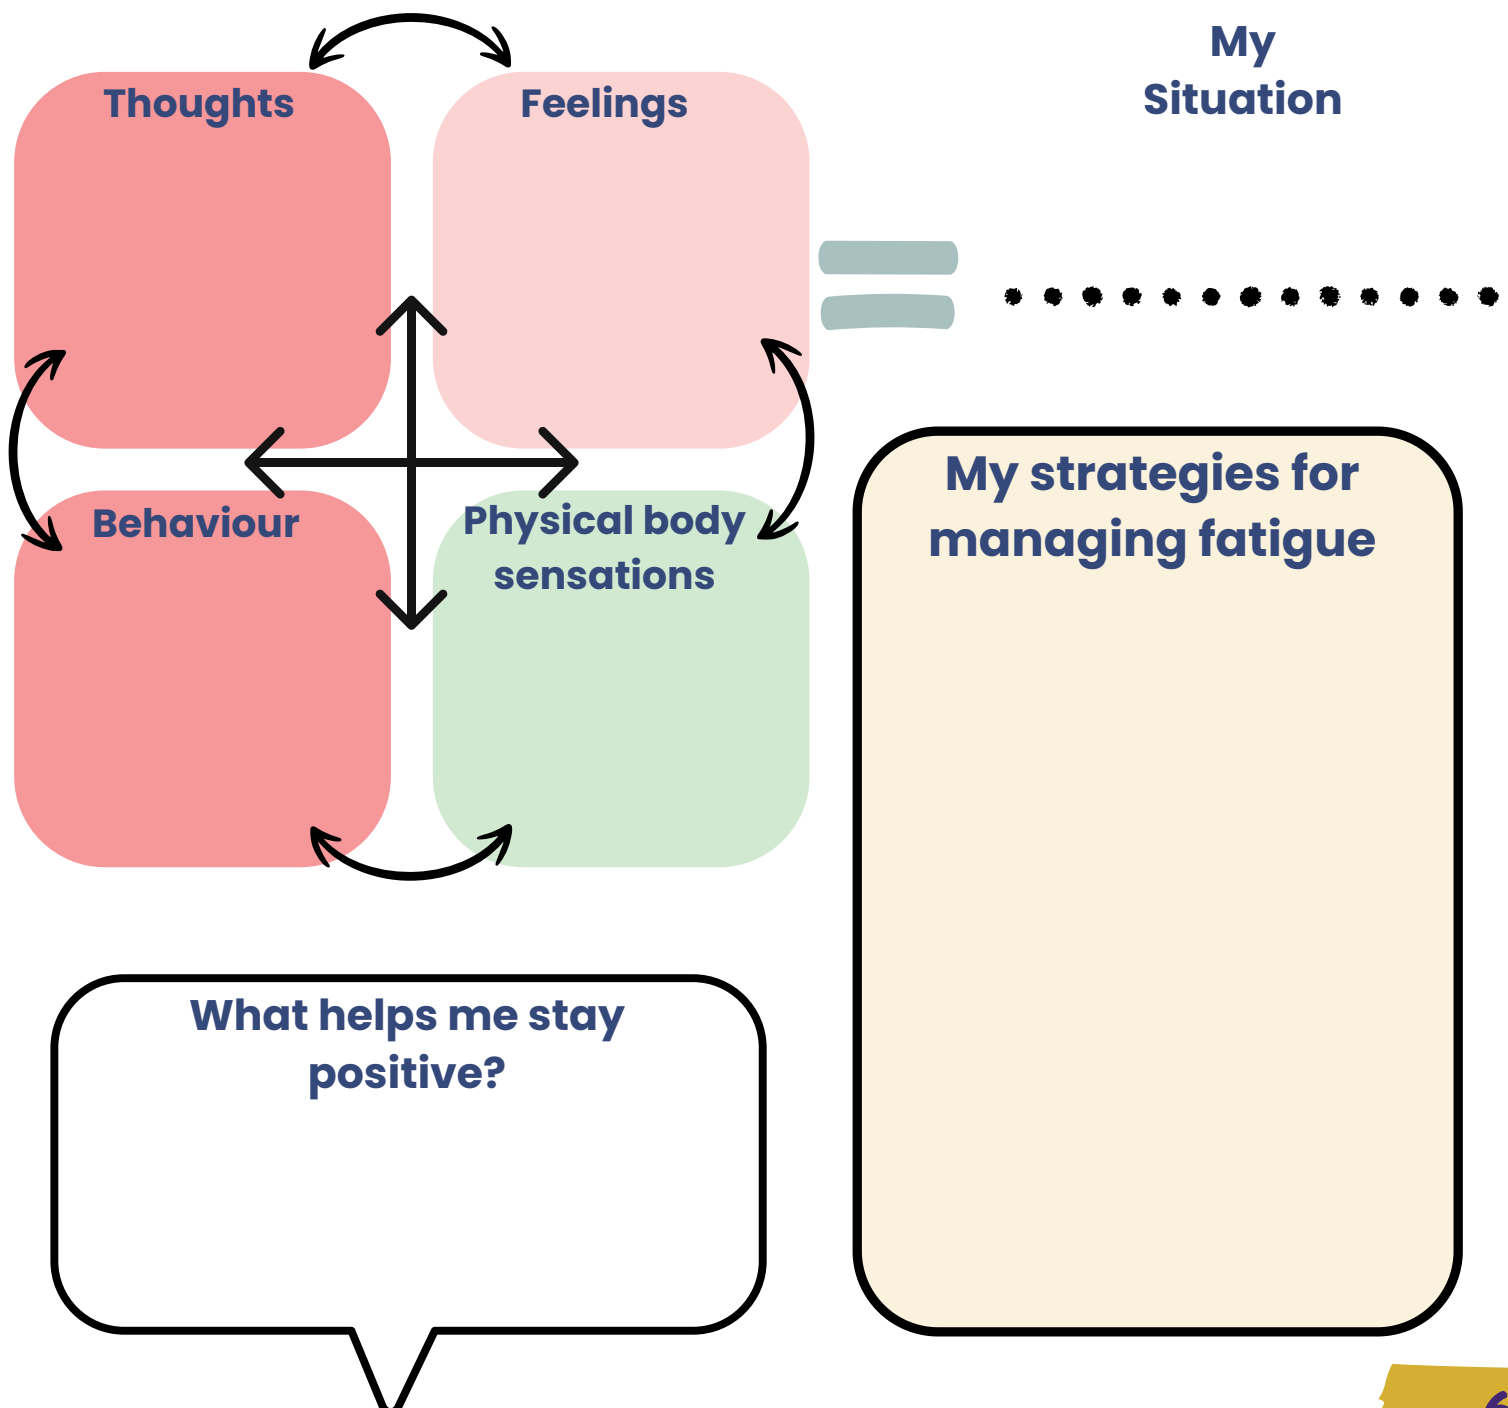 Thoughts
Feelings
My
Situation
Behaviour
Physical body
sensations
My strategies for
managing fatigue
What helps me stay
positive?